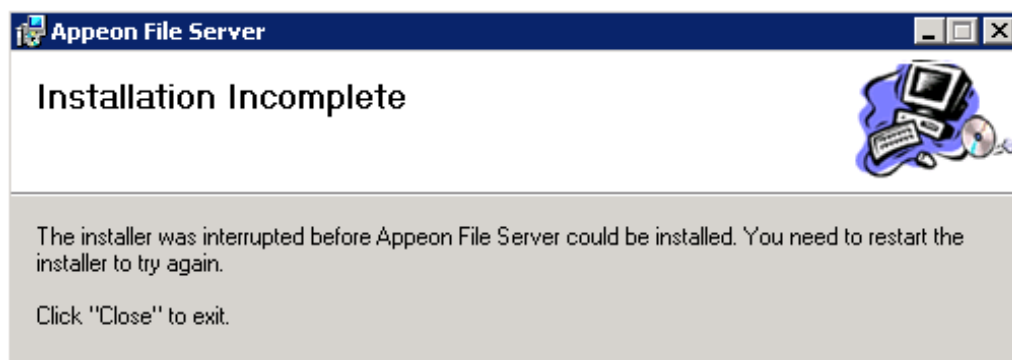 Appeon File Server
Installation Incomplete
The installer was interrupted before Appeon File Server could be installed. You need to restart the
installer to try again.
Click "Close" to exit.